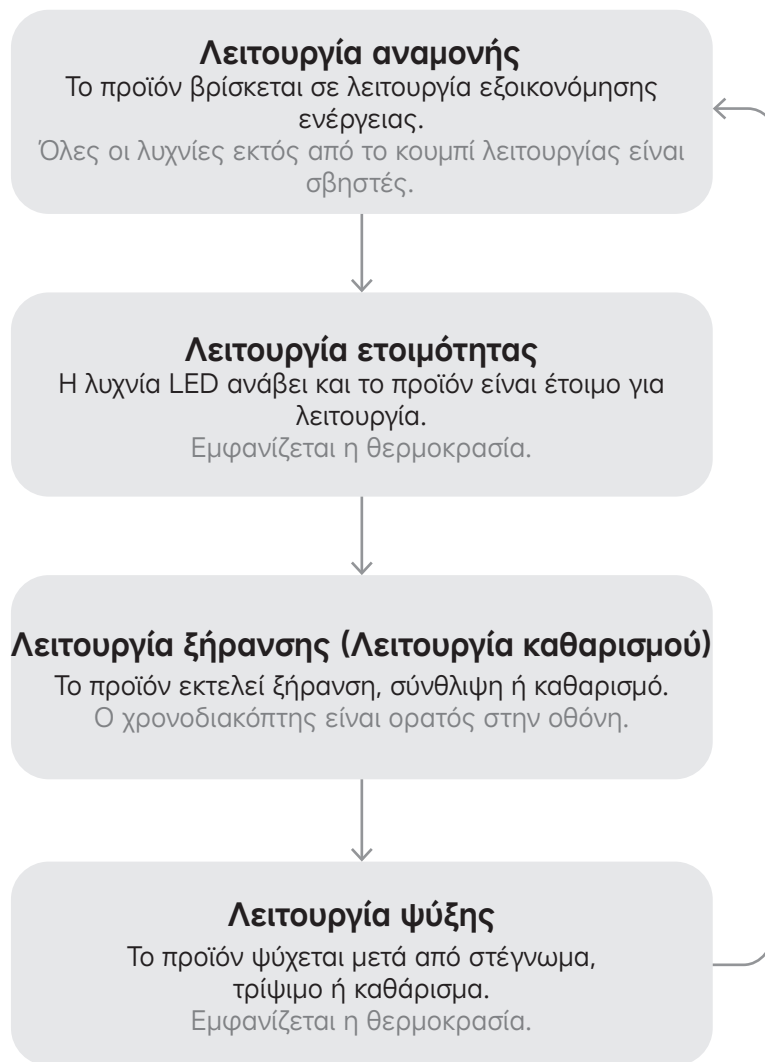 Λειτουργία αναμονής
Το προϊόν βρίσκεται σε λειτουργία εξοικονόμησης
ενέργειας.
Όλες οι λυχνίες εκτός από το κουμπί λειτουργίας είναι
σβηστές.
Λειτουργία ετοιμότητας
Η λυχνία LED ανάβει και το προϊόν είναι έτοιμο για
λειτουργία.
Εμφανίζεται η θερμοκρασία.
Λειτουργία ξήρανσης (Λειτουργία καθαρισμού)
Το προϊόν εκτελεί ξήρανση, σύνθλιψη ή καθαρισμό.
Ο χρονοδιακόπτης είναι ορατός στην οθόνη.
Λειτουργία ψύξης
Το προϊόν ψύχεται μετά από στέγνωμα,
τρίψιμο ή καθάρισμα.
Εμφανίζεται η θερμοκρασία.